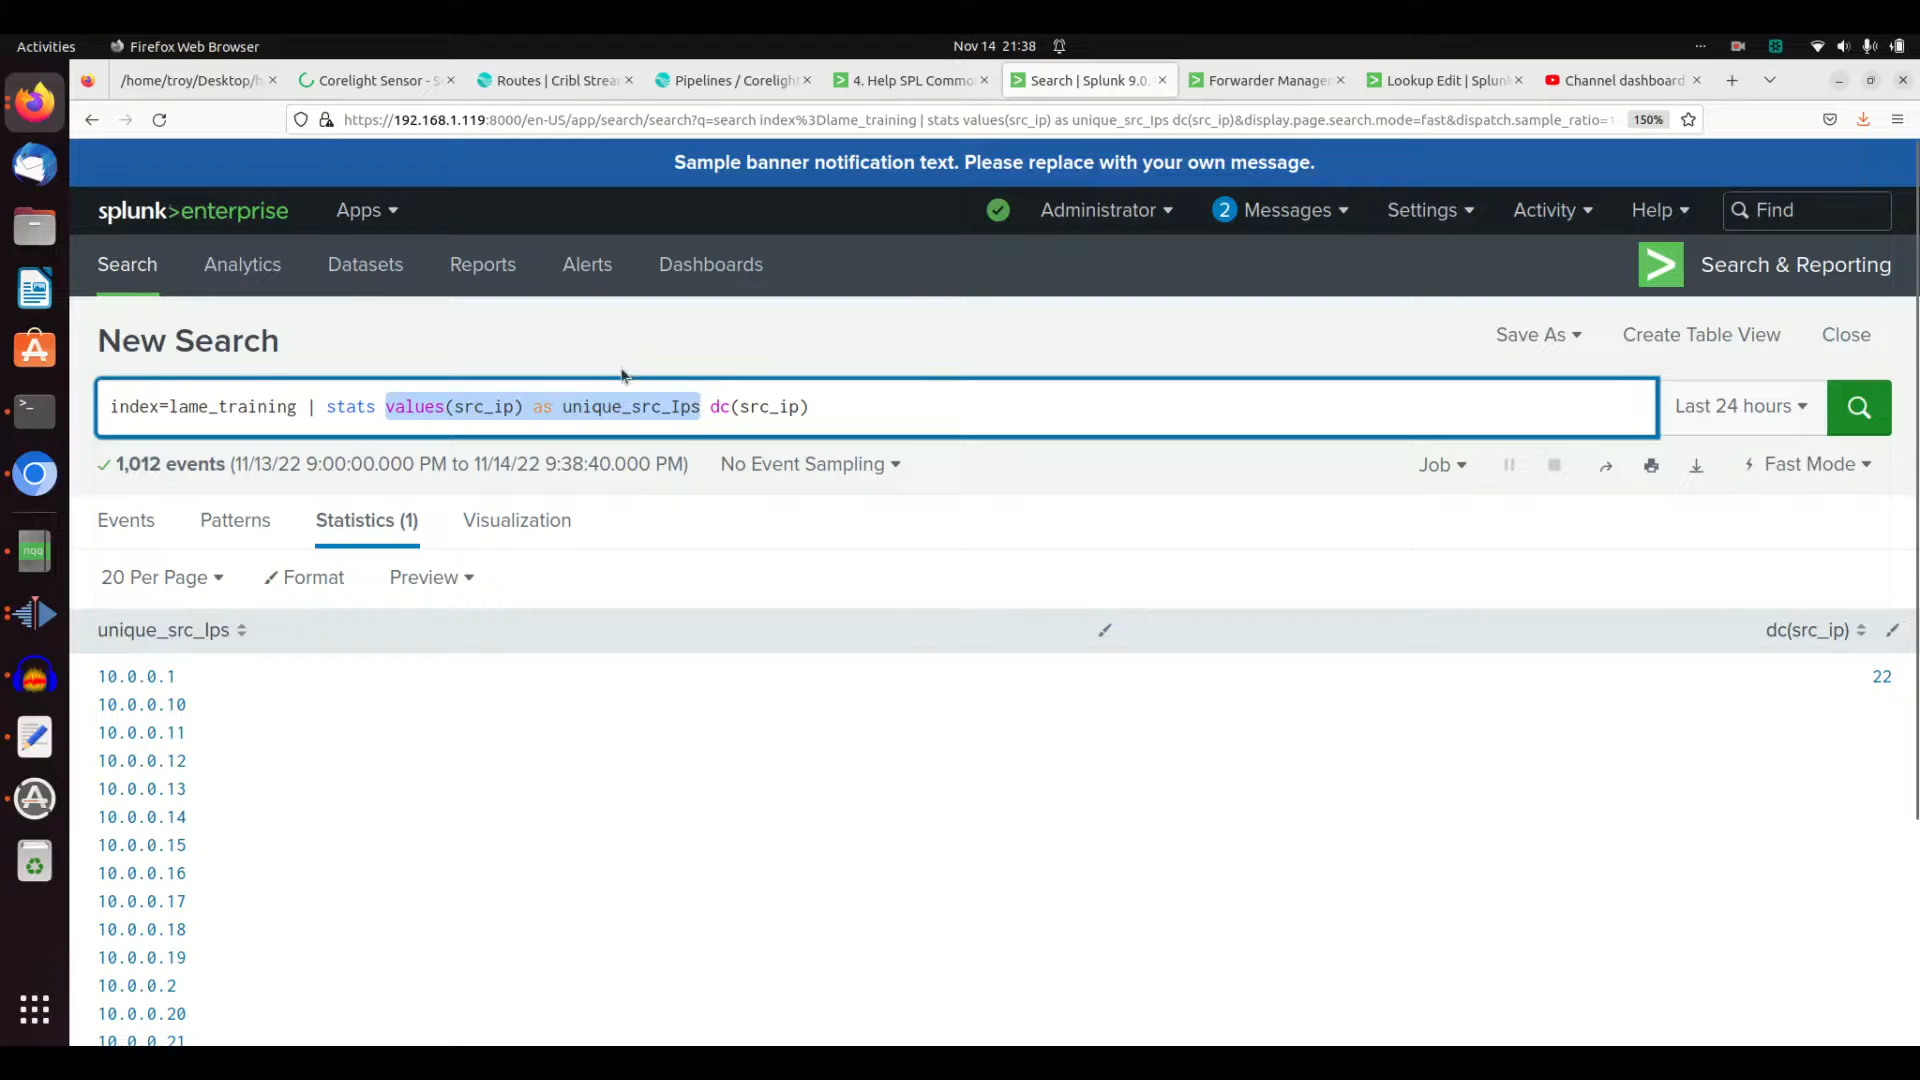 Activities
Firefox Web Browser
Nov 14 21:38
/home/troy/Desktop/h
Corelight Sensor - S
Routes | Cribl Strea
Pipelines / Corelight
4. Help SPL Commo
Search | Splunk 9.0.
Forwarder Manager
Lookup Edit | Splunk
Channel dashboard
https://192.168.1.119:8000/en-US/app/search/search?q=search index%3Dlame_training | stats values(src_ip) as unique_src_Ips dc(src_ip)&display.page.search.mode=fast&dispatch.sample_ratio=1
150%
Sample banner notification text. Please replace with your own message.
splunk>enterprise
Apps
Administrator
2 Messages
Settings
Activity
Help
Find
Search
Analytics
Datasets
Reports
Alerts
Dashboards
Search & Reporting
New Search
Save As
Create Table View
Close
index=lame_training | stats values(src_ip) as unique_src_Ips dc(src_ip)
Last 24 hours
1,012 events (11/13/22 9:00:00.000 PM to 11/14/22 9:38:40.000 PM)
No Event Sampling
Job
Fast Mode
Events
Patterns
Statistics (1)
Visualization
20 Per Page
Format
Preview
unique_src_Ips
dc(src_ip)
10.0.0.1
22
10.0.0.10
10.0.0.11
10.0.0.12
10.0.0.13
10.0.0.14
10.0.0.15
10.0.0.16
10.0.0.17
10.0.0.18
10.0.0.19
10.0.0.2
10.0.0.20
10.0.0.21
nqq